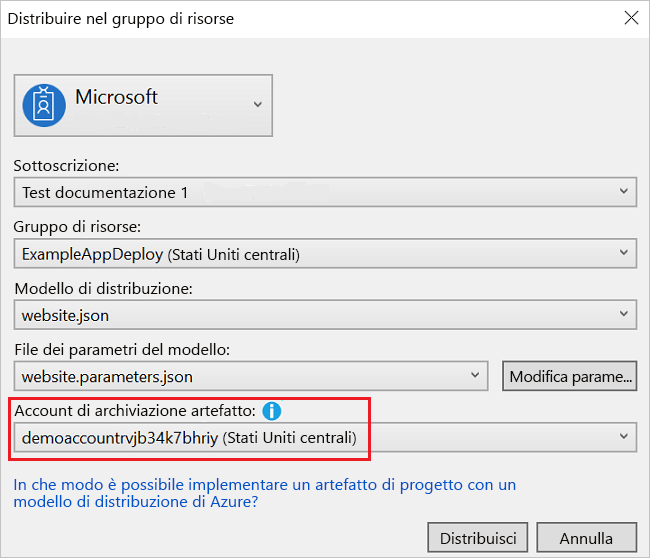 Distribuire nel gruppo di risorse
Microsoft
Sottoscrizione:
Test documentazione 1
Gruppo di risorse:
ExampleAppDeploy (Stati Uniti centrali)
Modello di distribuzione:
website.json
File dei parametri del modello:
website.parameters.json
Modifica parame...
Account di archiviazione artefatto:
demoaccountrvjb34k7bhriy (Stati Uniti centrali)
In che modo è possibile implementare un artefatto di progetto con un
modello di distribuzione di Azure?
Distribuisci
Annulla